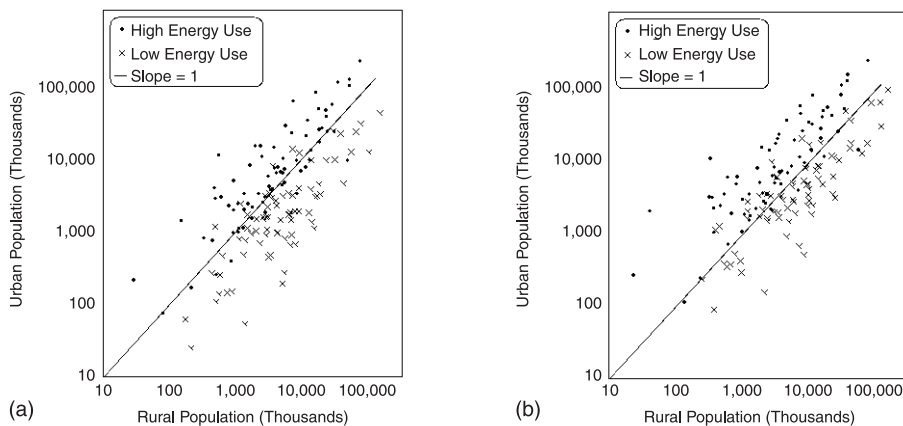 High Energy Use
Low Energy Use
Slope = 1
100,000
10,000
1,000
100
10
Urban Population (Thousands)
10 100 1,000 10,000 100,000
Rural Population (Thousands)
(a)
High Energy Use
Low Energy Use
Slope = 1
100,000
10,000
1,000
100
10
Urban Population (Thousands)
10 100 1,000 10,000 100,000
Rural Population (Thousands)
(b)